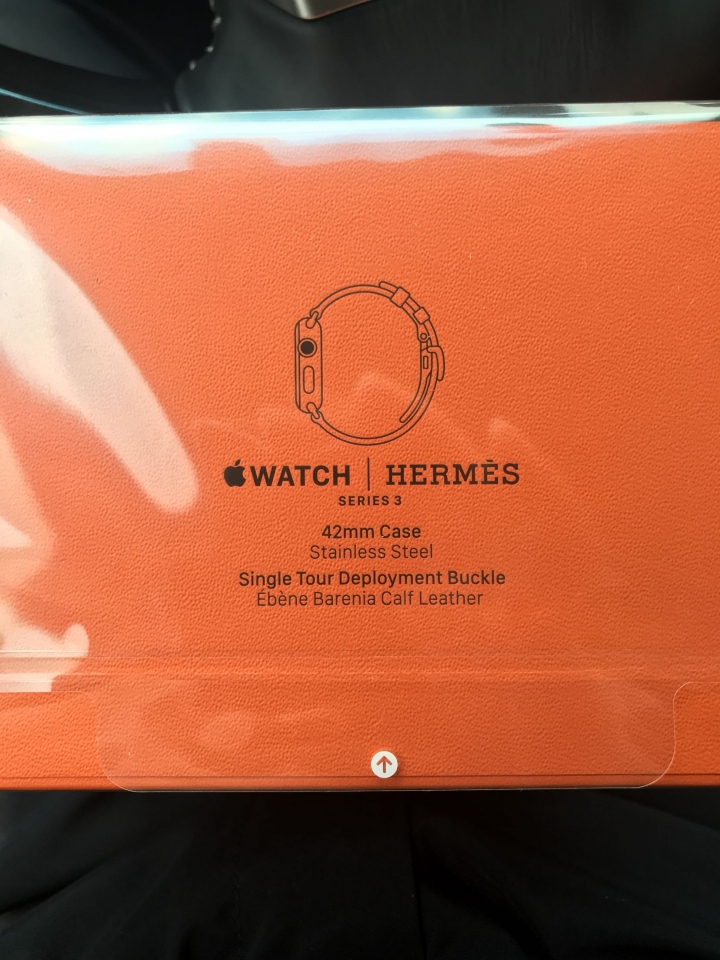 WATCH | HERMÈS
SERIES 3
42mm Case
Stainless Steel
Single Tour Deployment Buckle
Ébène Barenia Calf Leather